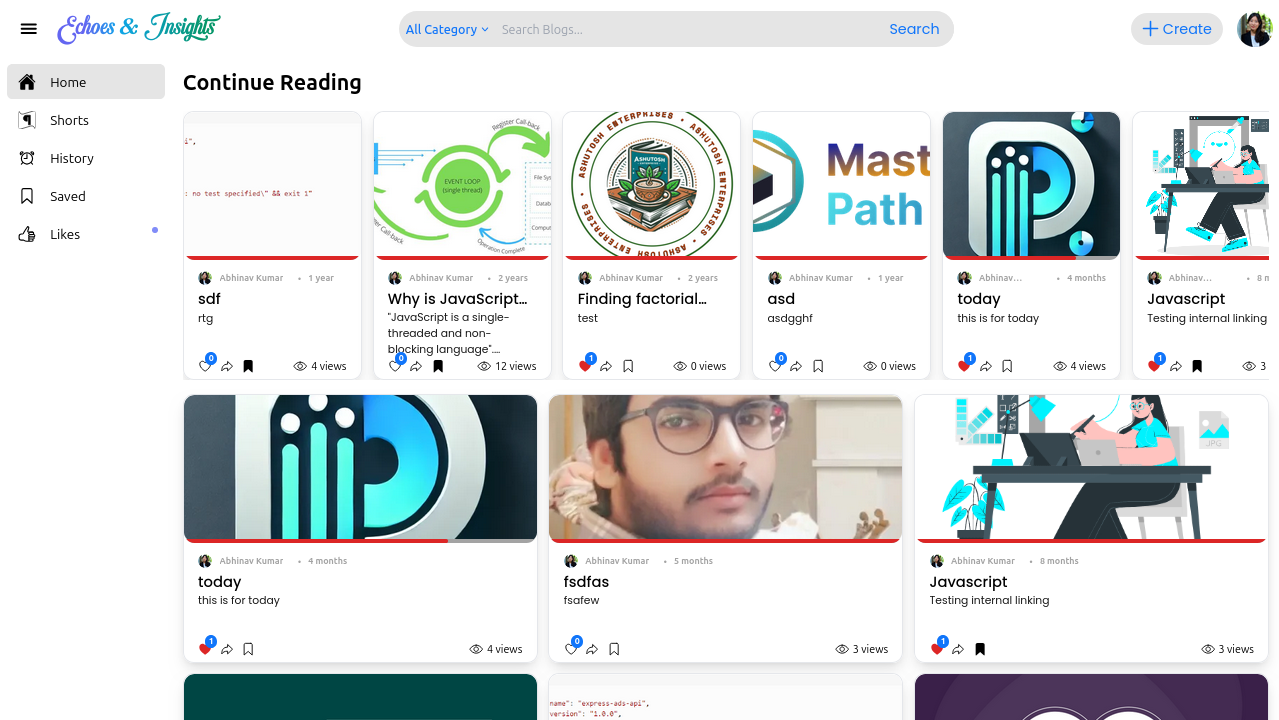 Echoes & Insights
All Category
Search Blogs...
Search
Create
Home
Shorts
History
Saved
Likes
Continue Reading
: no test specified\" && exit 1"
Abhinav Kumar • 1 year
sdf
rtg
0
4 views
Register Call-back
EVENT LOOP
(single thread)
File Sys
Databa
Compu
Operation Complete
er Call-back
Abhinav Kumar • 2 years
Why is JavaScript...
"JavaScript is a single-
threaded and non-
blocking language"....
0
12 views
ASHUTOSH ENTERPRISES • ASHUTOSH ENTERPRISES •
ASHUTOSH
Abhinav Kumar • 2 years
Finding factorial...
test
1
0 views
Mast
Path
Abhinav Kumar • 1 year
asd
asdgghf
0
0 views
Abhinav... • 4 months
today
this is for today
1
4 views
Abhinav... • 8 m
Javascript
Testing internal linking
1
3
Abhinav Kumar • 4 months
today
this is for today
1
4 views
Abhinav Kumar • 5 months
fsdfas
fsafew
0
3 views
JPG
Abhinav Kumar • 8 months
Javascript
Testing internal linking
1
3 views
name": "express-ads-api",
version": "1.0.0",